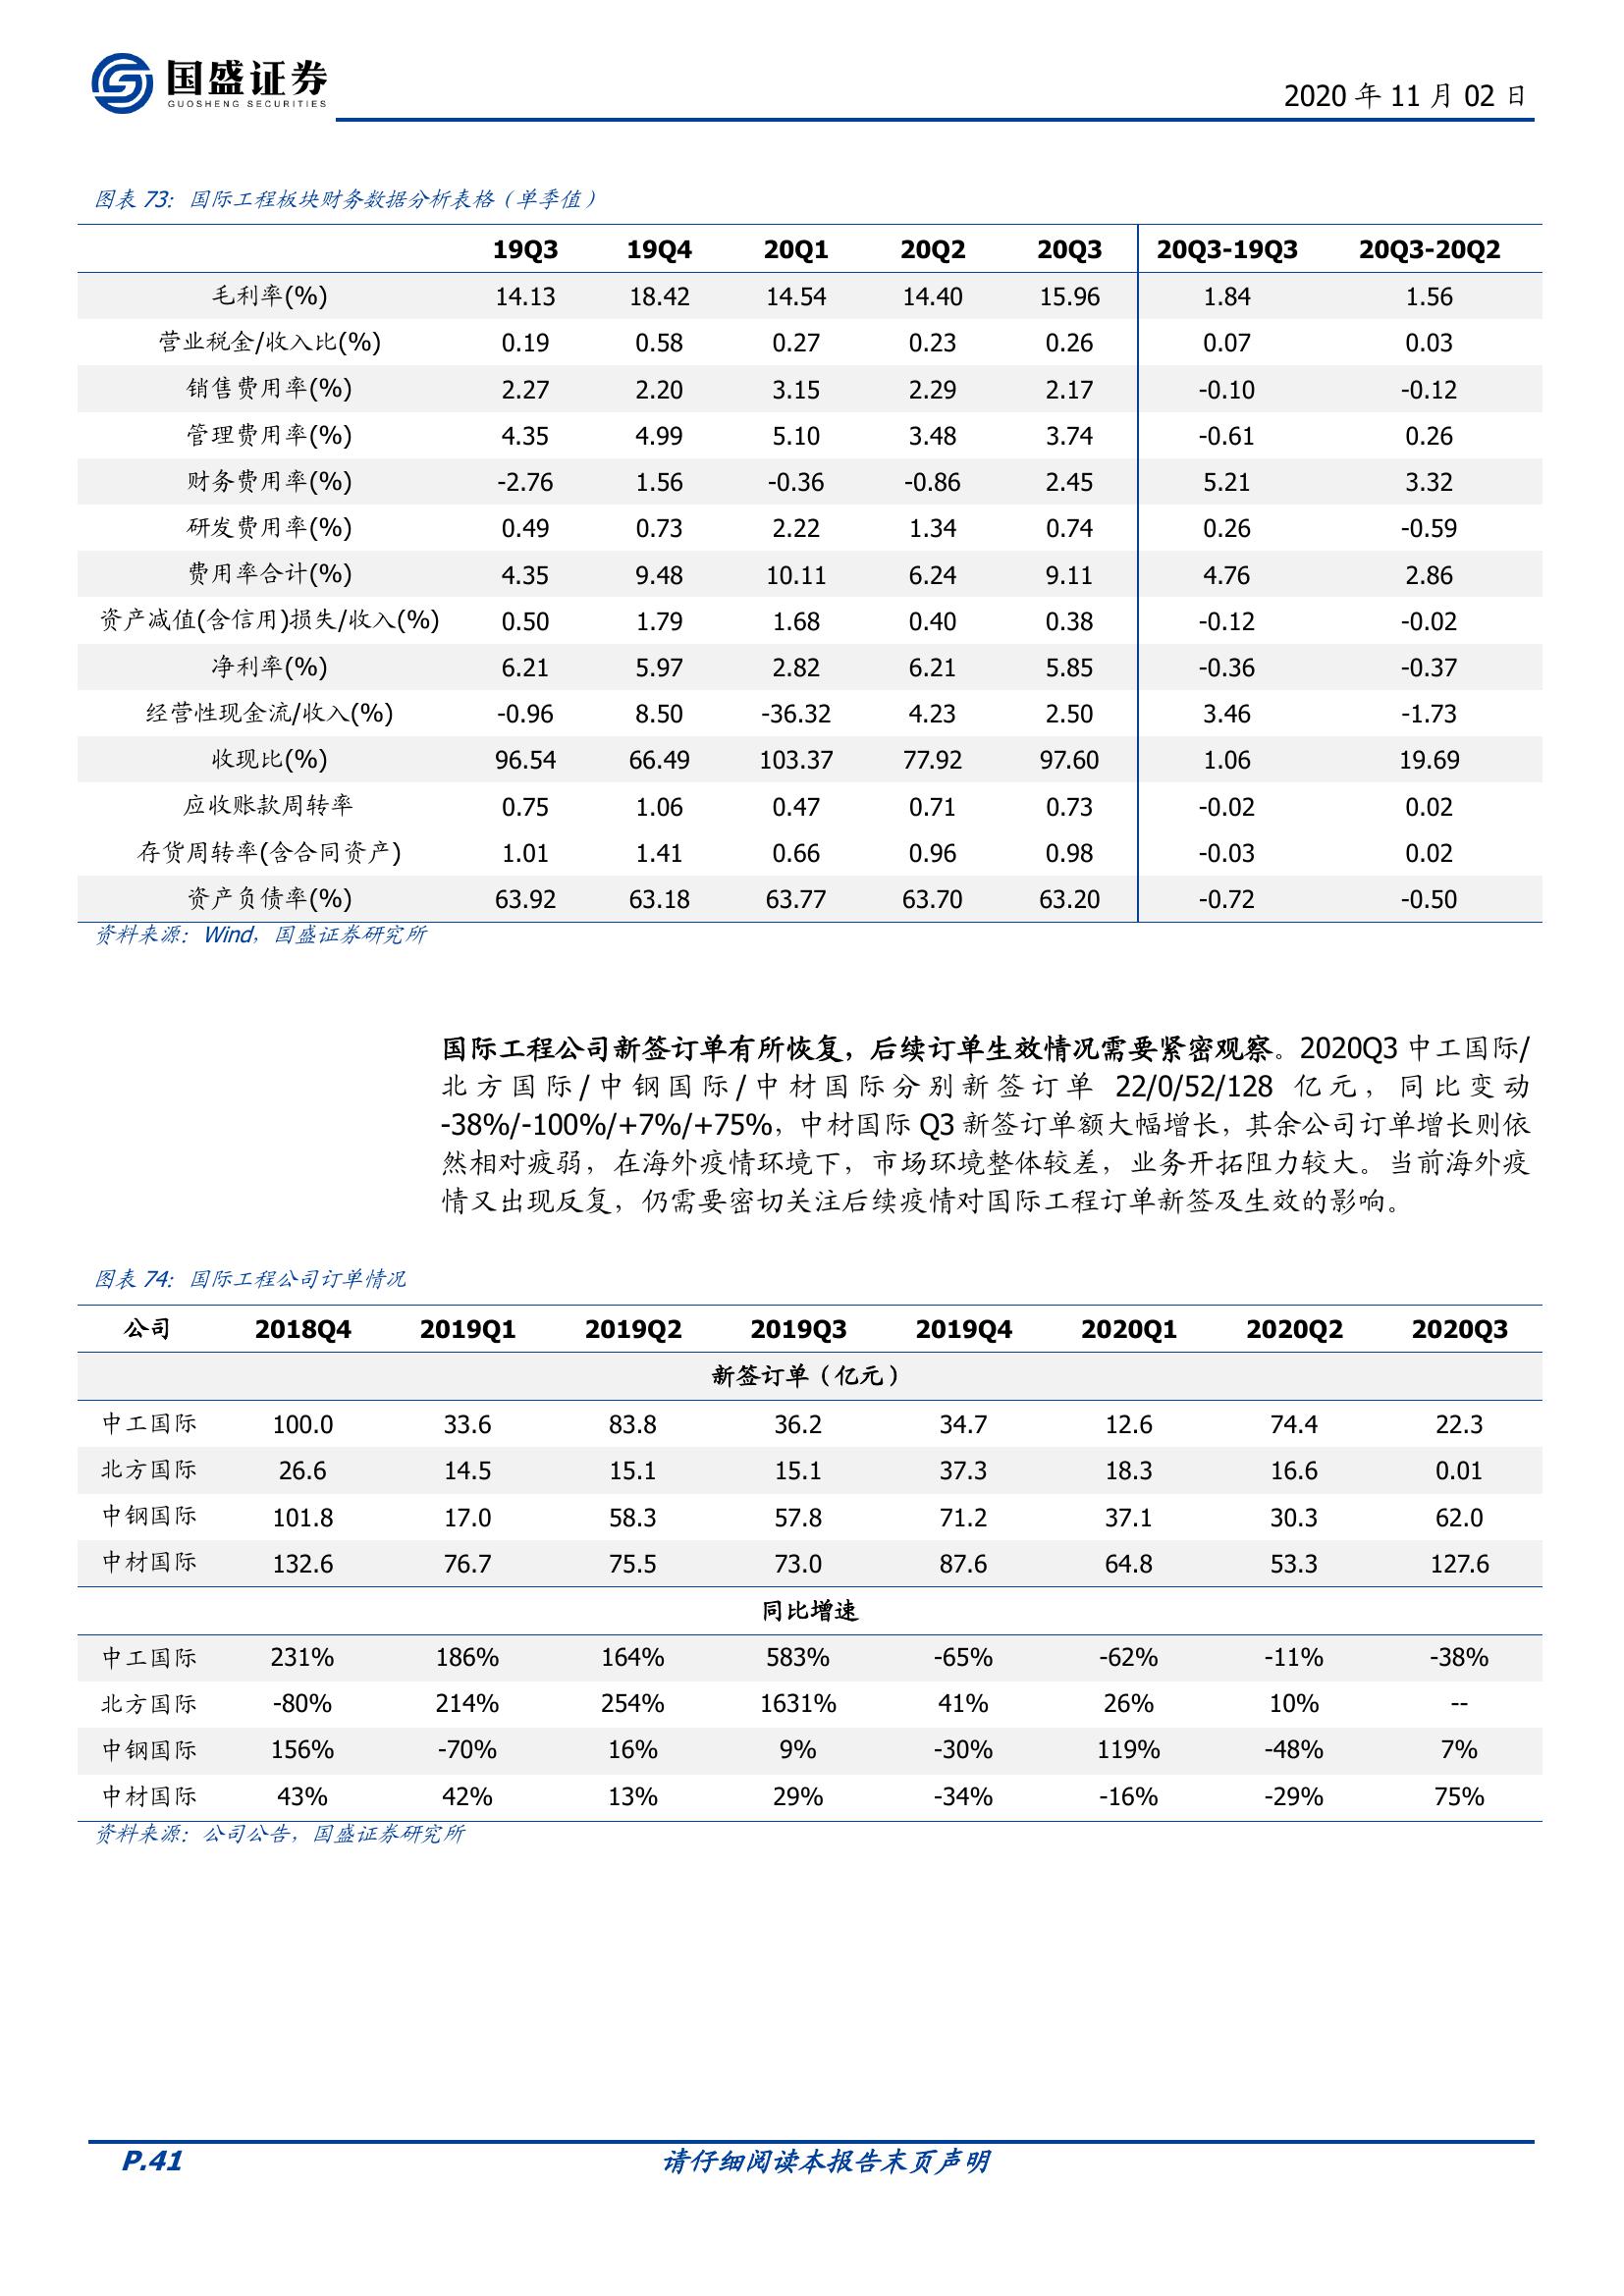 国盛证券
GUOSHENG SECURITIES
2020 年 11 月 02 日
图表 73：国际工程板块财务数据分析表格（单季值）
19Q3 19Q4 20Q1 20Q2 20Q3 20Q3-19Q3 20Q3-20Q2
毛利率(%) 14.13 18.42 14.54 14.40 15.96 1.84 1.56
营业税金/收入比(%) 0.19 0.58 0.27 0.23 0.26 0.07 0.03
销售费用率(%) 2.27 2.20 3.15 2.29 2.17 -0.10 -0.12
管理费用率(%) 4.35 4.99 5.10 3.48 3.74 -0.61 0.26
财务费用率(%) -2.76 1.56 -0.36 -0.86 2.45 5.21 3.32
研发费用率(%) 0.49 0.73 2.22 1.34 0.74 0.26 -0.59
费用率合计(%) 4.35 9.48 10.11 6.24 9.11 4.76 2.86
资产减值(含信用)损失/收入(%) 0.50 1.79 1.68 0.40 0.38 -0.12 -0.02
净利率(%) 6.21 5.97 2.82 6.21 5.85 -0.36 -0.37
经营性现金流/收入(%) -0.96 8.50 -36.32 4.23 2.50 3.46 -1.73
收现比(%) 96.54 66.49 103.37 77.92 97.60 1.06 19.69
应收账款周转率 0.75 1.06 0.47 0.71 0.73 -0.02 0.02
存货周转率(含合同资产) 1.01 1.41 0.66 0.96 0.98 -0.03 0.02
资产负债率(%) 63.92 63.18 63.77 63.70 63.20 -0.72 -0.50
资料来源：Wind，国盛证券研究所
国际工程公司新签订单有所恢复，后续订单生效情况需要紧密观察。2020Q3 中工国际/
北方国际/中钢国际/中材国际分别新签订单 22/0/52/128 亿元，同比变动
-38%/-100%/+7%/+75%，中材国际 Q3 新签订单额大幅增长，其余公司订单增长则依
然相对疲弱，在海外疫情环境下，市场环境整体较差，业务开拓阻力较大。当前海外疫
情又出现反复，仍需要密切关注后续疫情对国际工程订单新签及生效的影响。
图表 74：国际工程公司订单情况
公司 2018Q4 2019Q1 2019Q2 2019Q3 2019Q4 2020Q1 2020Q2 2020Q3
新签订单（亿元）
中工国际 100.0 33.6 83.8 36.2 34.7 12.6 74.4 22.3
北方国际 26.6 14.5 15.1 15.1 37.3 18.3 16.6 0.01
中钢国际 101.8 17.0 58.3 57.8 71.2 37.1 30.3 62.0
中材国际 132.6 76.7 75.5 73.0 87.6 64.8 53.3 127.6
同比增速
中工国际 231% 186% 164% 583% -65% -62% -11% -38%
北方国际 -80% 214% 254% 1631% 41% 26% 10% --
中钢国际 156% -70% 16% 9% -30% 119% -48% 7%
中材国际 43% 42% 13% 29% -34% -16% -29% 75%
资料来源：公司公告，国盛证券研究所
P.41 请仔细阅读本报告末页声明